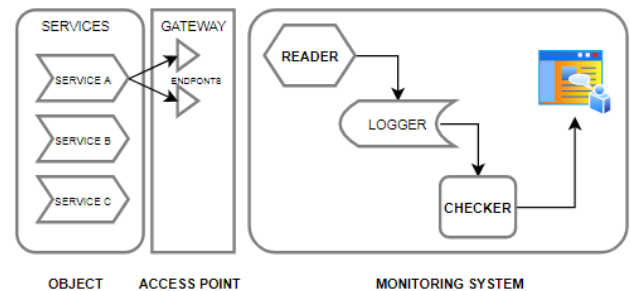 SERVICES
GATEWAY
READER
SERVICE A
ENDPONTS
LOGGER
SERVICE B
SERVICE C
CHECKER
OBJECT
ACCESS POINT
MONITORING SYSTEM